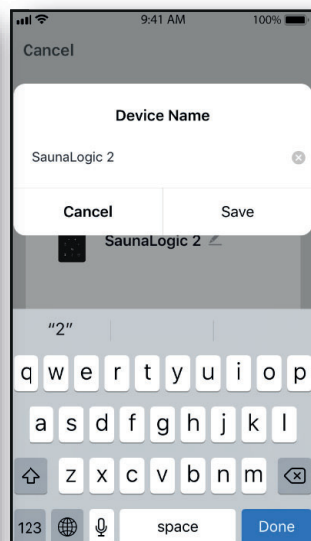 9:41 AM 100%
Cancel
Device Name
SaunaLogic 2
Cancel Save
SaunaLogic 2
“2”
q w e r t y u i o p
a s d f g h j k l
z x c v b n m
123 space Done